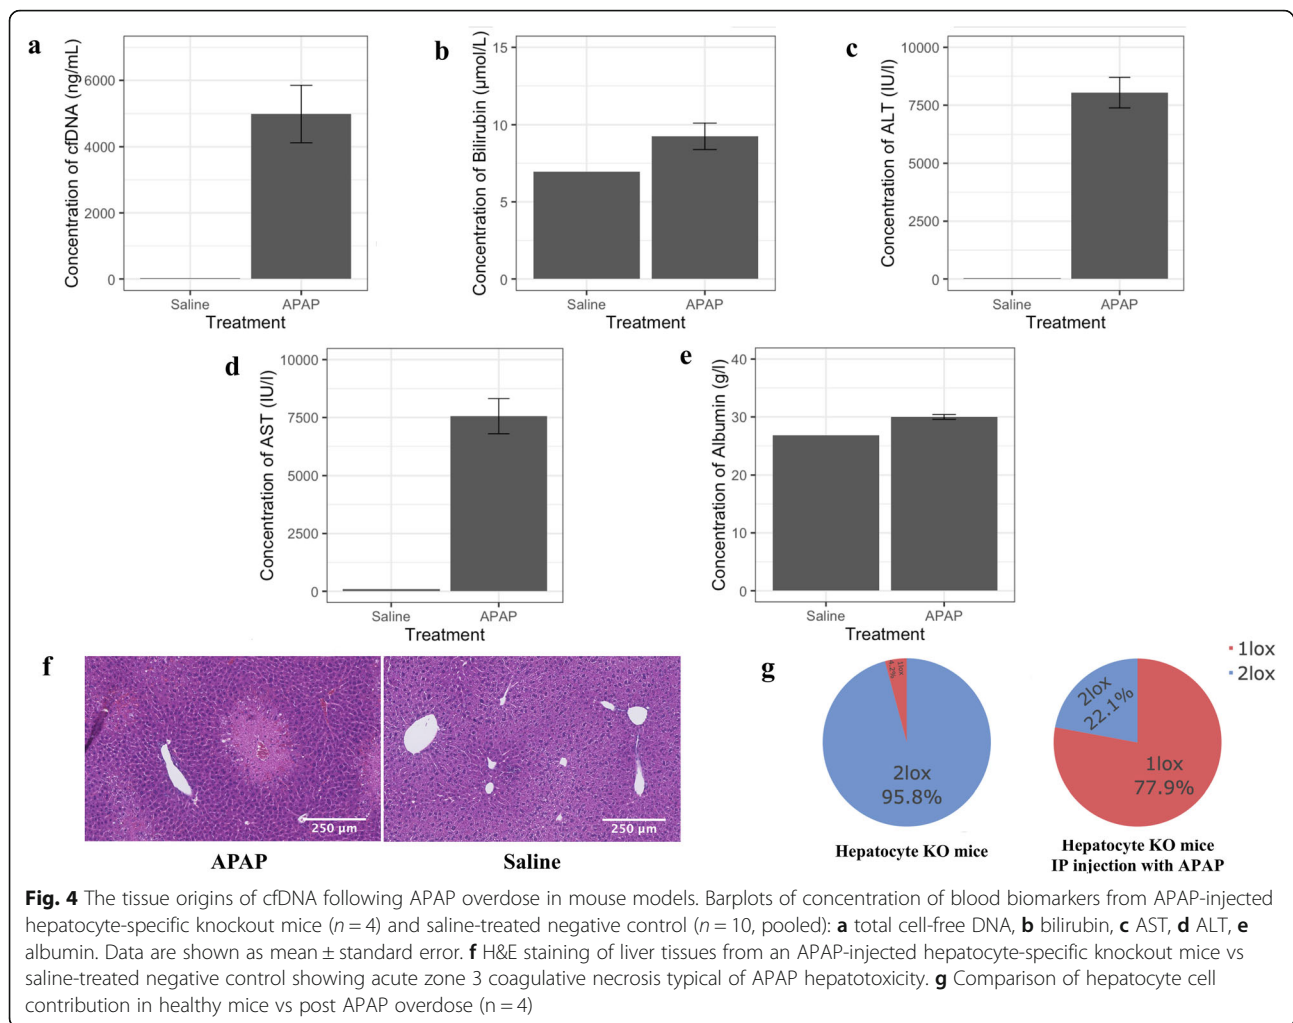 a
Concentration of cfDNA (ng/mL)
6000
4000
2000
0
Saline
APAP
Treatment
b
Concentration of Bilirubin (µmol/L)
15
10
5
0
Saline
APAP
Treatment
c
Concentration of ALT (IU/l)
10000
7500
5000
2500
0
Saline
APAP
Treatment
d
Concentration of AST (IU/l)
10000
7500
5000
2500
0
Saline
APAP
Treatment
e
Concentration of Albumin (g/l)
40
30
20
10
0
Saline
APAP
Treatment
f
250 µm
APAP
250 µm
Saline
g
1lox
4.2%
2lox
95.8%
Hepatocyte KO mice
2lox
22.1%
1lox
77.9%
Hepatocyte KO mice
IP injection with APAP
1lox
2lox
Fig. 4 The tissue origins of cfDNA following APAP overdose in mouse models. Barplots of concentration of blood biomarkers from APAP-injected
hepatocyte-specific knockout mice (n = 4) and saline-treated negative control (n = 10, pooled): a total cell-free DNA, b bilirubin, c AST, d ALT, e
albumin. Data are shown as mean ± standard error. f H&E staining of liver tissues from an APAP-injected hepatocyte-specific knockout mice vs
saline-treated negative control showing acute zone 3 coagulative necrosis typical of APAP hepatotoxicity. g Comparison of hepatocyte cell
contribution in healthy mice vs post APAP overdose (n = 4)